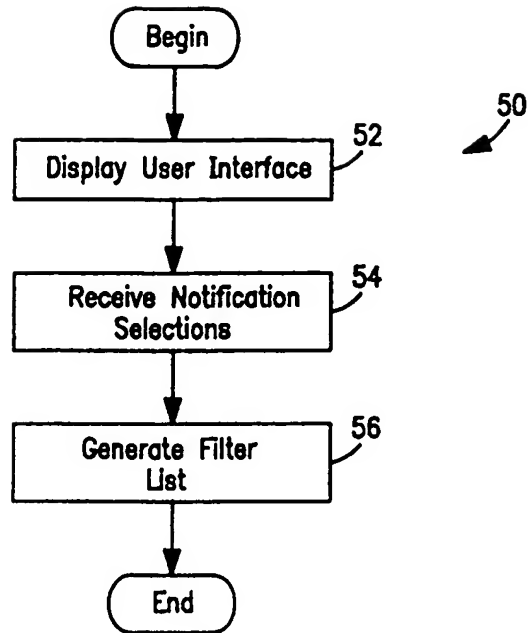 Begin
50
52
Display User Interface
54
Receive Notification
Selections
56
Generate Filter
List
End